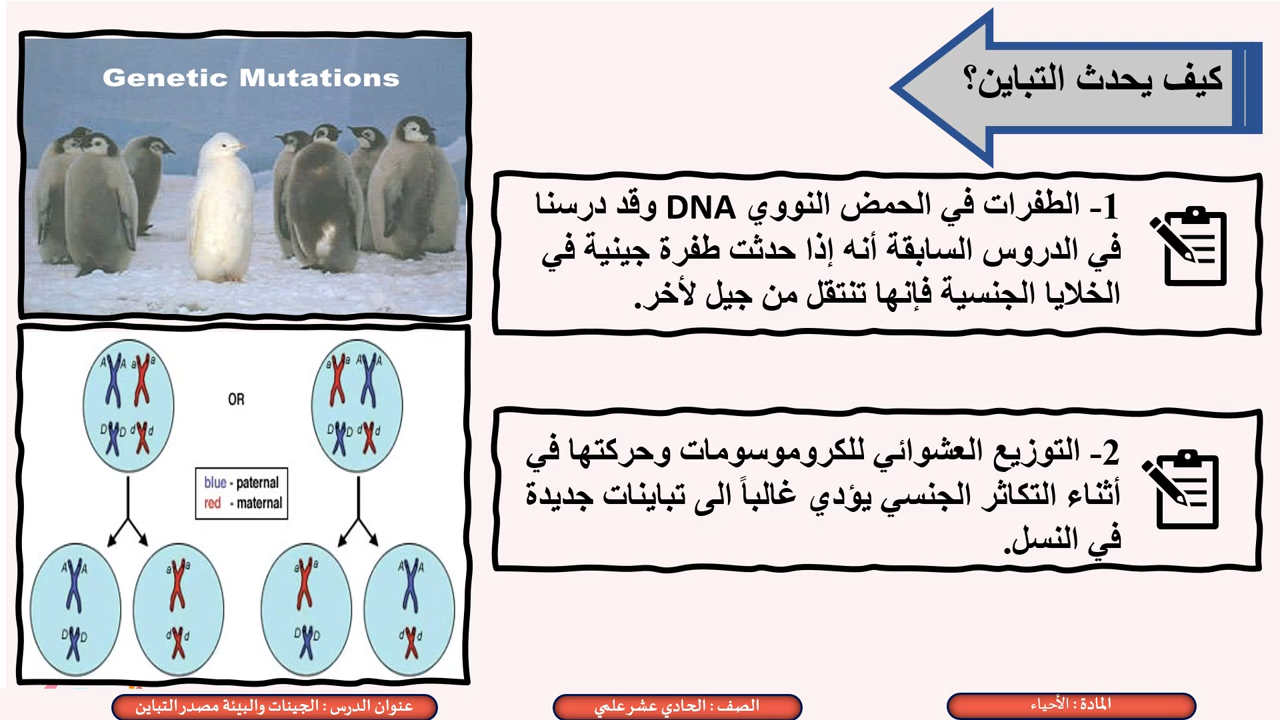 كيف يحدث التباين؟
1- الطفرات في الحمض النووي DNA وقد درسنا
في الدروس السابقة أنه إذا حدثت طفرة جينية في
الخلايا الجنسية فإنها تنتقل من جيل لأخر.
2- التوزيع العشوائي للكروموسومات وحركتها في
أثناء التكاثر الجنسي يؤدي غالباً الى تباينات جديدة
في النسل.
Genetic Mutations
A A a a
a a A A
D D d d
D D d d
OR
blue - paternal
red - maternal
A A
a a
a a
A A
D D
d d
D D
d d
المادة : الأحياء
الصف : الحادي عشر علمي
عنوان الدرس : الجينات والبيئة مصدر التباين